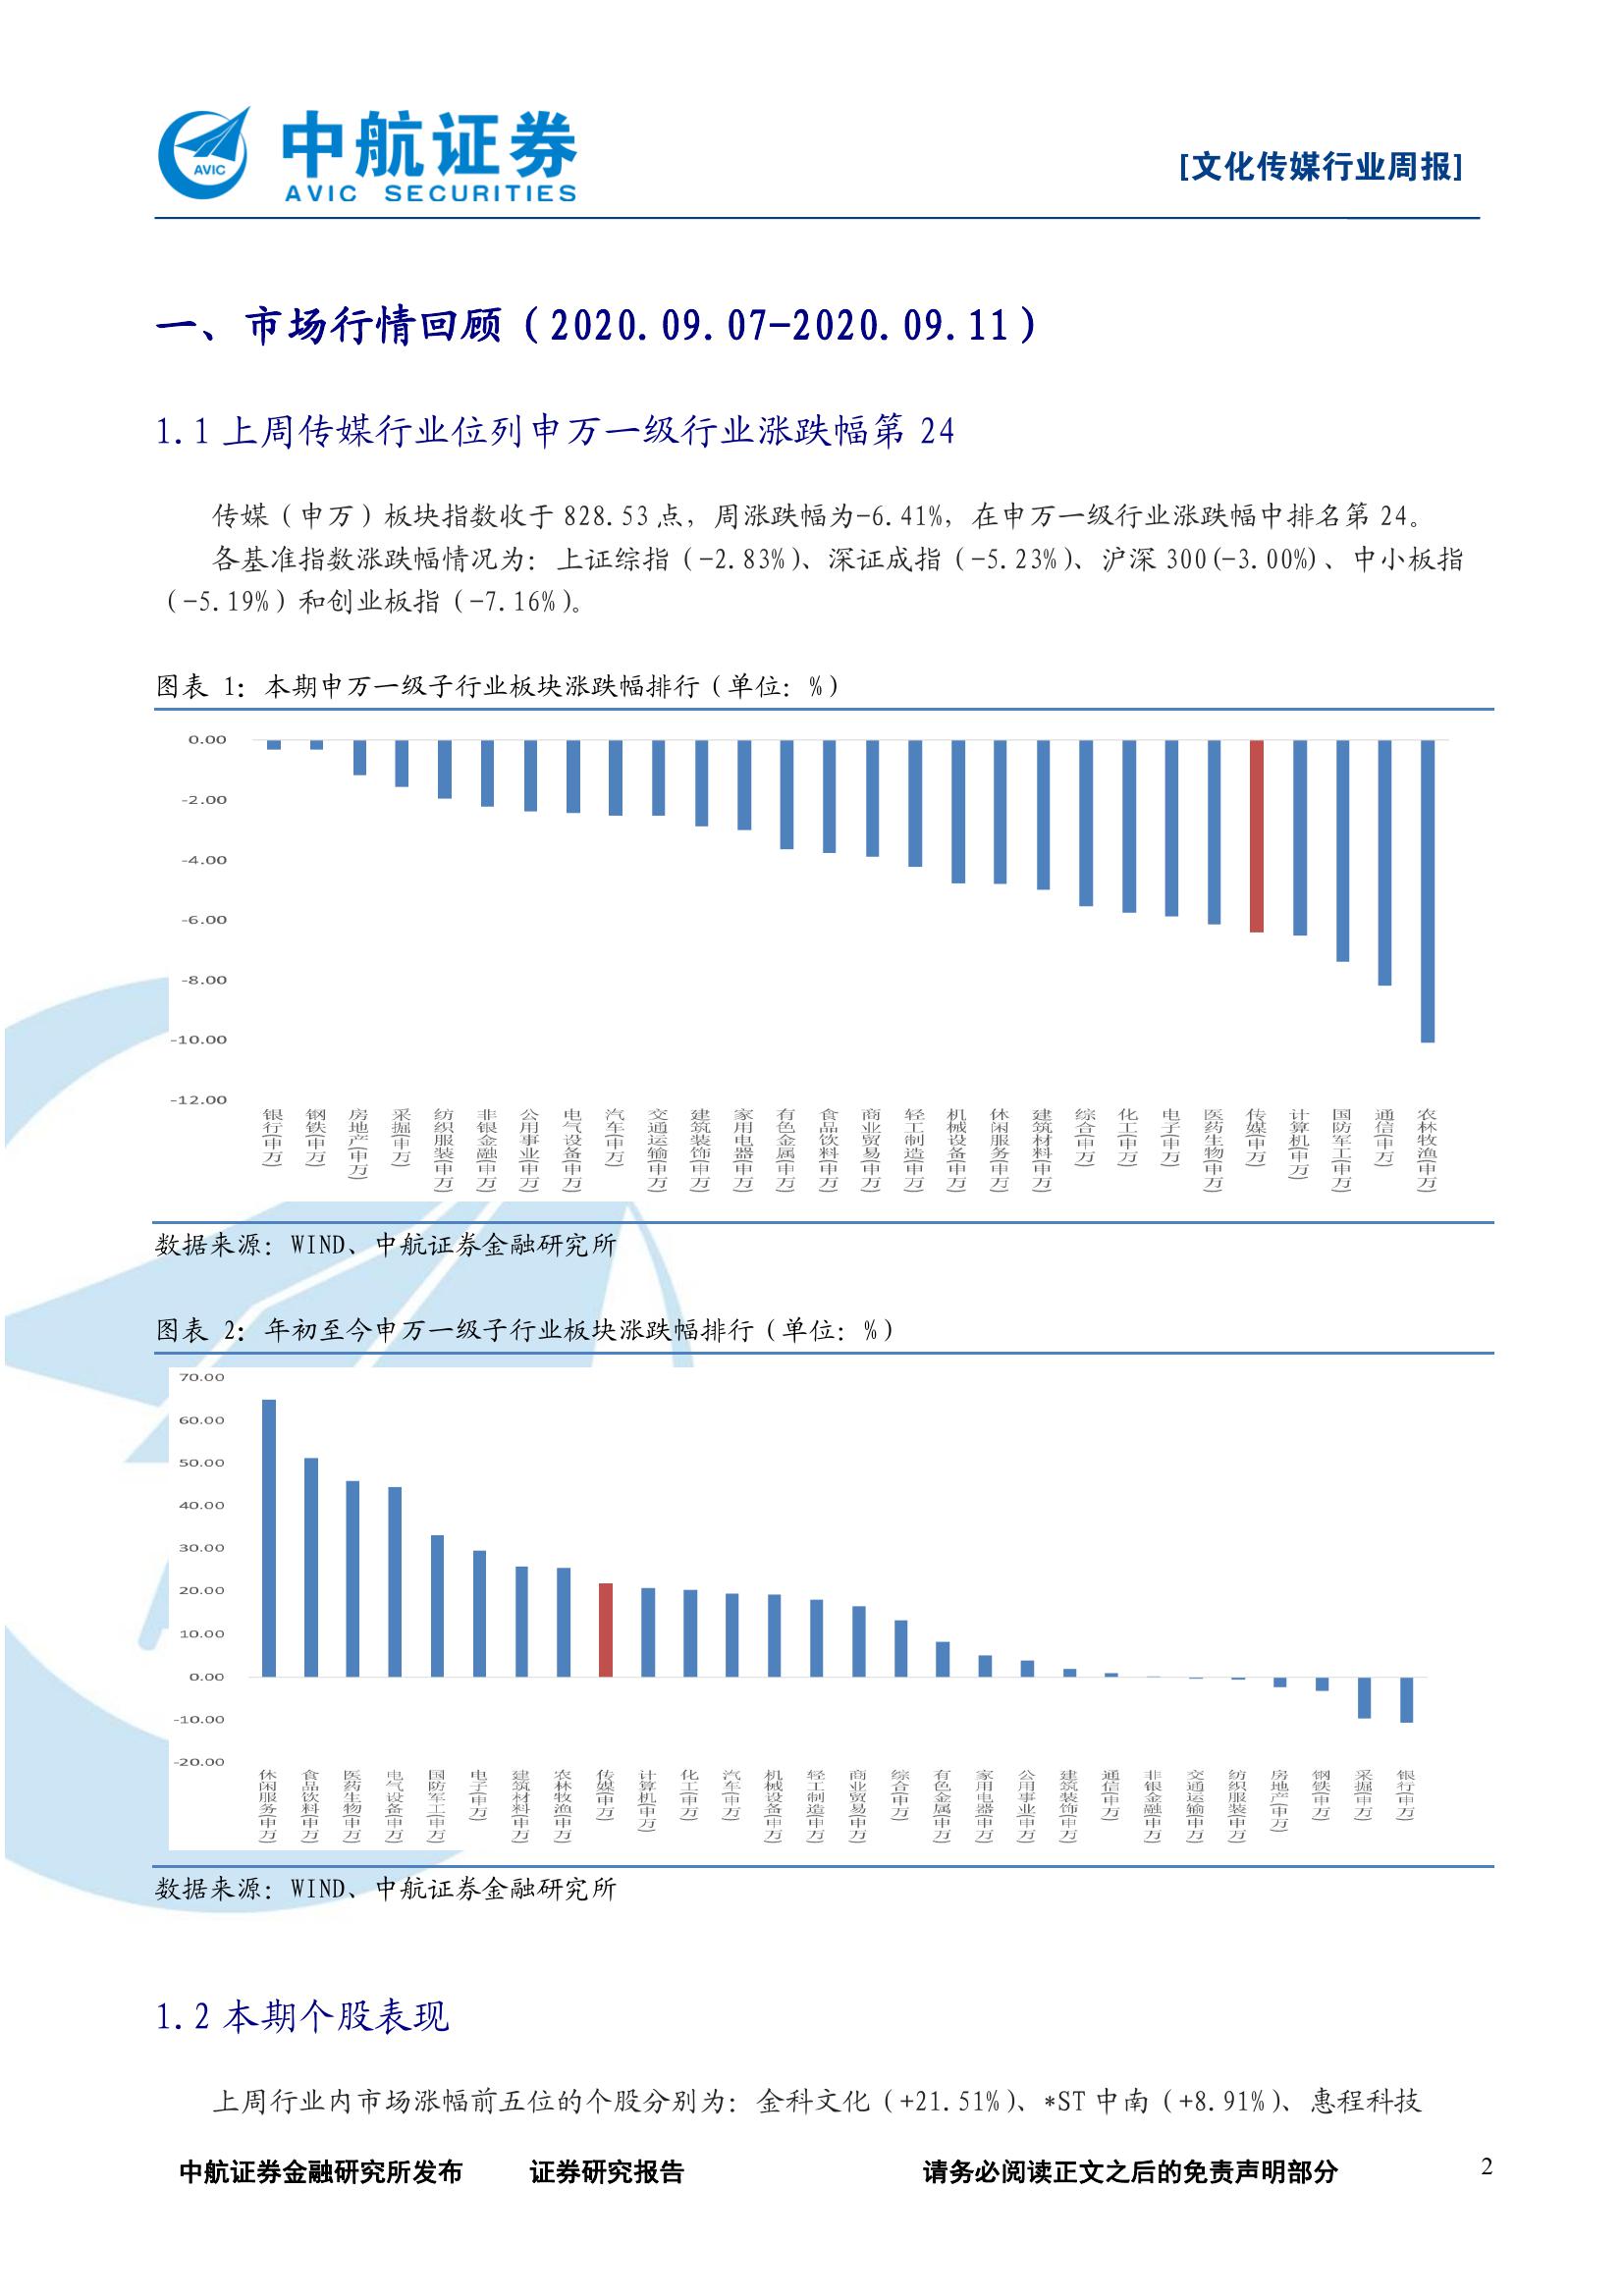 中航证券
AVIC SECURITIES
AVIC
[文化传媒行业周报]
一、市场行情回顾（2020.09.07-2020.09.11）
1.1 上周传媒行业位列申万一级行业涨跌幅第 24
传媒（申万）板块指数收于 828.53 点，周涨跌幅为-6.41%，在申万一级行业涨跌幅中排名第 24。
各基准指数涨跌幅情况为：上证综指（-2.83%）、深证成指（-5.23%）、沪深 300(-3.00%)、中小板指
（-5.19%）和创业板指（-7.16%）。
图表 1：本期申万一级子行业板块涨跌幅排行（单位：%）
0.00
-2.00
-4.00
-6.00
-8.00
-10.00
-12.00
银行(申万)
钢铁(申万)
房地产(申万)
采掘(申万)
纺织服装(申万)
非银金融(申万)
公用事业(申万)
电气设备(申万)
汽车(申万)
交通运输(申万)
建筑装饰(申万)
家用电器(申万)
有色金属(申万)
食品饮料(申万)
商业贸易(申万)
轻工制造(申万)
机械设备(申万)
休闲服务(申万)
建筑材料(申万)
综合(申万)
化工(申万)
电子(申万)
医药生物(申万)
传媒(申万)
计算机(申万)
国防军工(申万)
通信(申万)
农林牧渔(申万)
数据来源：WIND、中航证券金融研究所
图表 2：年初至今申万一级子行业板块涨跌幅排行（单位：%）
70.00
60.00
50.00
40.00
30.00
20.00
10.00
0.00
-10.00
-20.00
休闲服务(申万)
食品饮料(申万)
医药生物(申万)
电气设备(申万)
国防军工(申万)
电子(申万)
建筑材料(申万)
农林牧渔(申万)
传媒(申万)
计算机(申万)
化工(申万)
汽车(申万)
机械设备(申万)
轻工制造(申万)
商业贸易(申万)
综合(申万)
有色金属(申万)
家用电器(申万)
公用事业(申万)
建筑装饰(申万)
通信(申万)
非银金融(申万)
交通运输(申万)
纺织服装(申万)
房地产(申万)
钢铁(申万)
采掘(申万)
银行(申万)
数据来源：WIND、中航证券金融研究所
1.2 本期个股表现
上周行业内市场涨幅前五位的个股分别为：金科文化（+21.51%）、*ST 中南（+8.91%）、惠程科技
中航证券金融研究所发布 证券研究报告 请务必阅读正文之后的免责声明部分 2